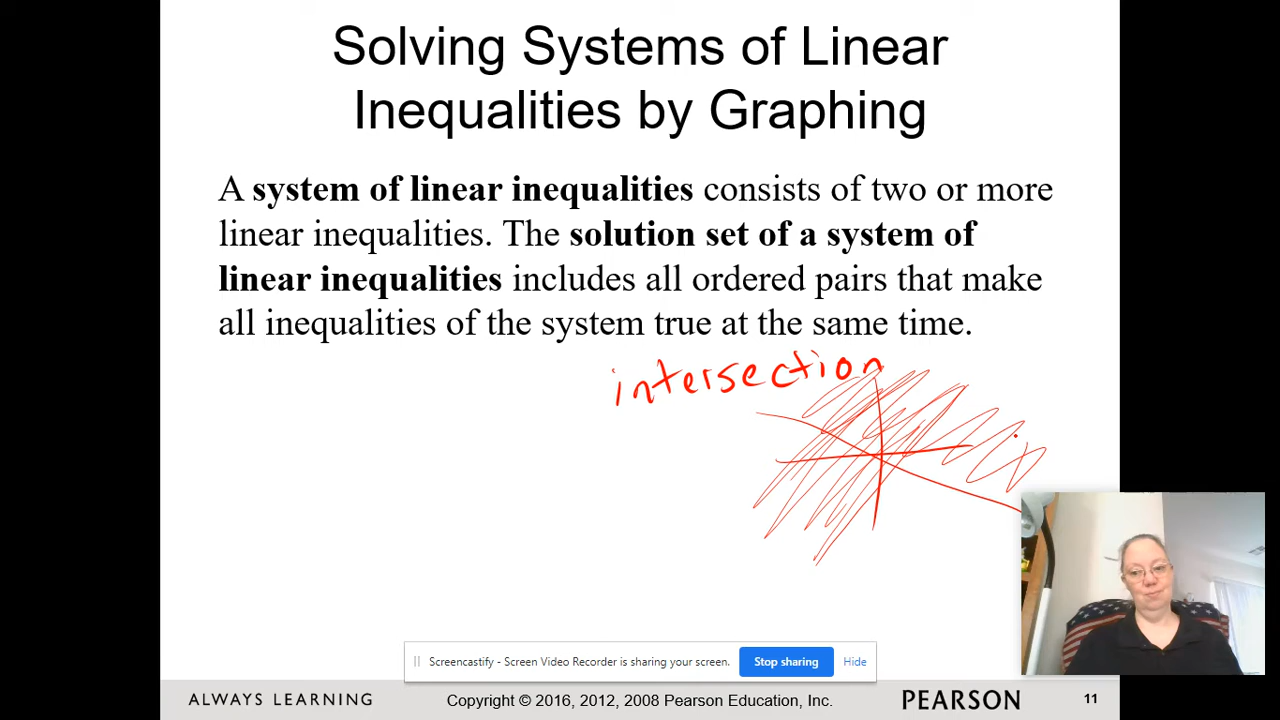 Solving Systems of Linear
Inequalities by Graphing
A system of linear inequalities consists of two or more
linear inequalities. The solution set of a system of
linear inequalities includes all ordered pairs that make
all inequalities of the system true at the same time.
intersection
Screencastify - Screen Video Recorder is sharing your screen. Stop sharing Hide
ALWAYS LEARNING Copyright © 2016, 2012, 2008 Pearson Education, Inc. PEARSON 11